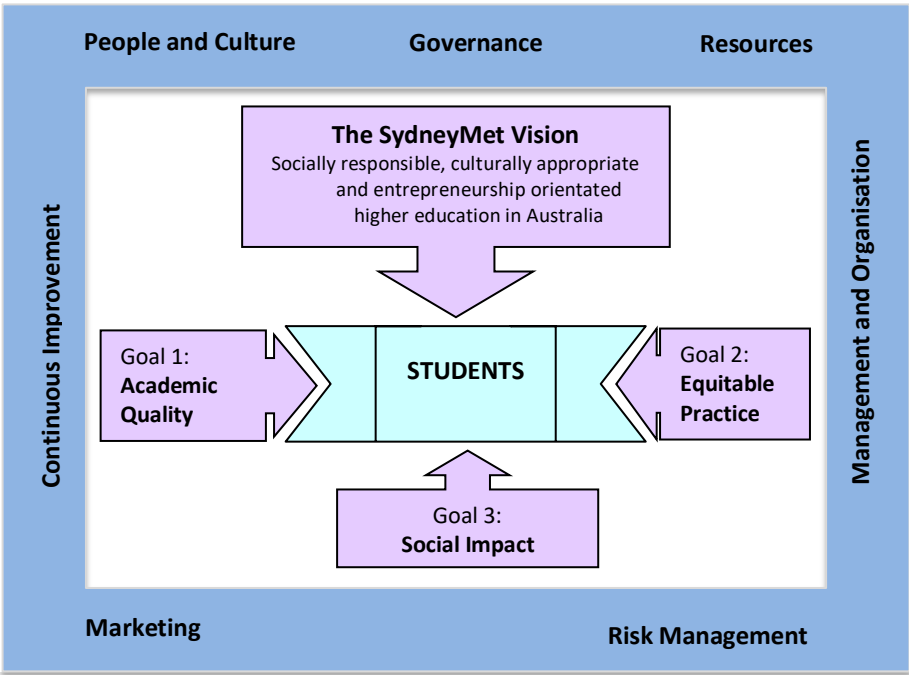 People and Culture
Governance
Resources
The SydneyMet Vision
Socially responsible, culturally appropriate
and entrepreneurship orientated
higher education in Australia
Continuous Improvement
Management and Organisation
Goal 1:
Academic
Quality
STUDENTS
Goal 2:
Equitable
Practice
Goal 3:
Social Impact
Marketing
Risk Management